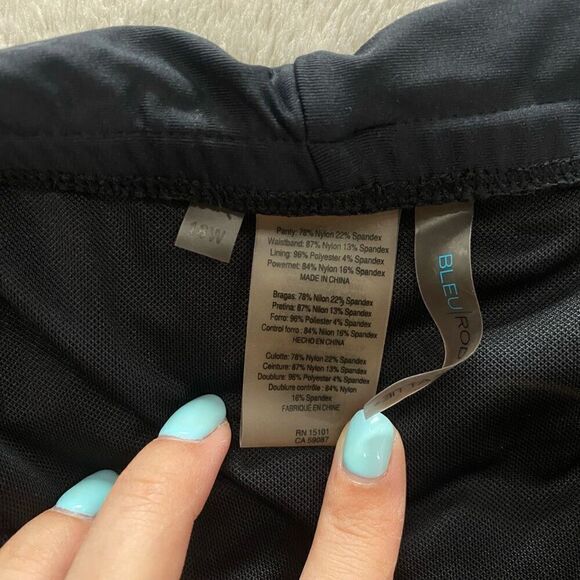 18W
Panty: 78% Nylon 22% Spandex
Waistband: 87% Nylon 13% Spandex
Lining: 96% Polyester 4% Spandex
Powernet: 84% Nylon 16% Spandex
MADE IN CHINA
Bragas: 78% Nilon 22% Spandex
Pretina: 87% Nilon 13% Spandex
Forro: 96% Poliester 4% Spandex
Control forro : 84% Nilon 16% Spandex
HECHO EN CHINA
Culotte: 78% Nylon 22% Spandex
Ceinture: 87% Nylon 13% Spandex
Doublure: 96% Polyester 4% Spandex
Doublure contrôle : 84% Nylon
16% Spandex
FABRIQUÉ EN CHINE
RN 15101
CA 59087
BLEU